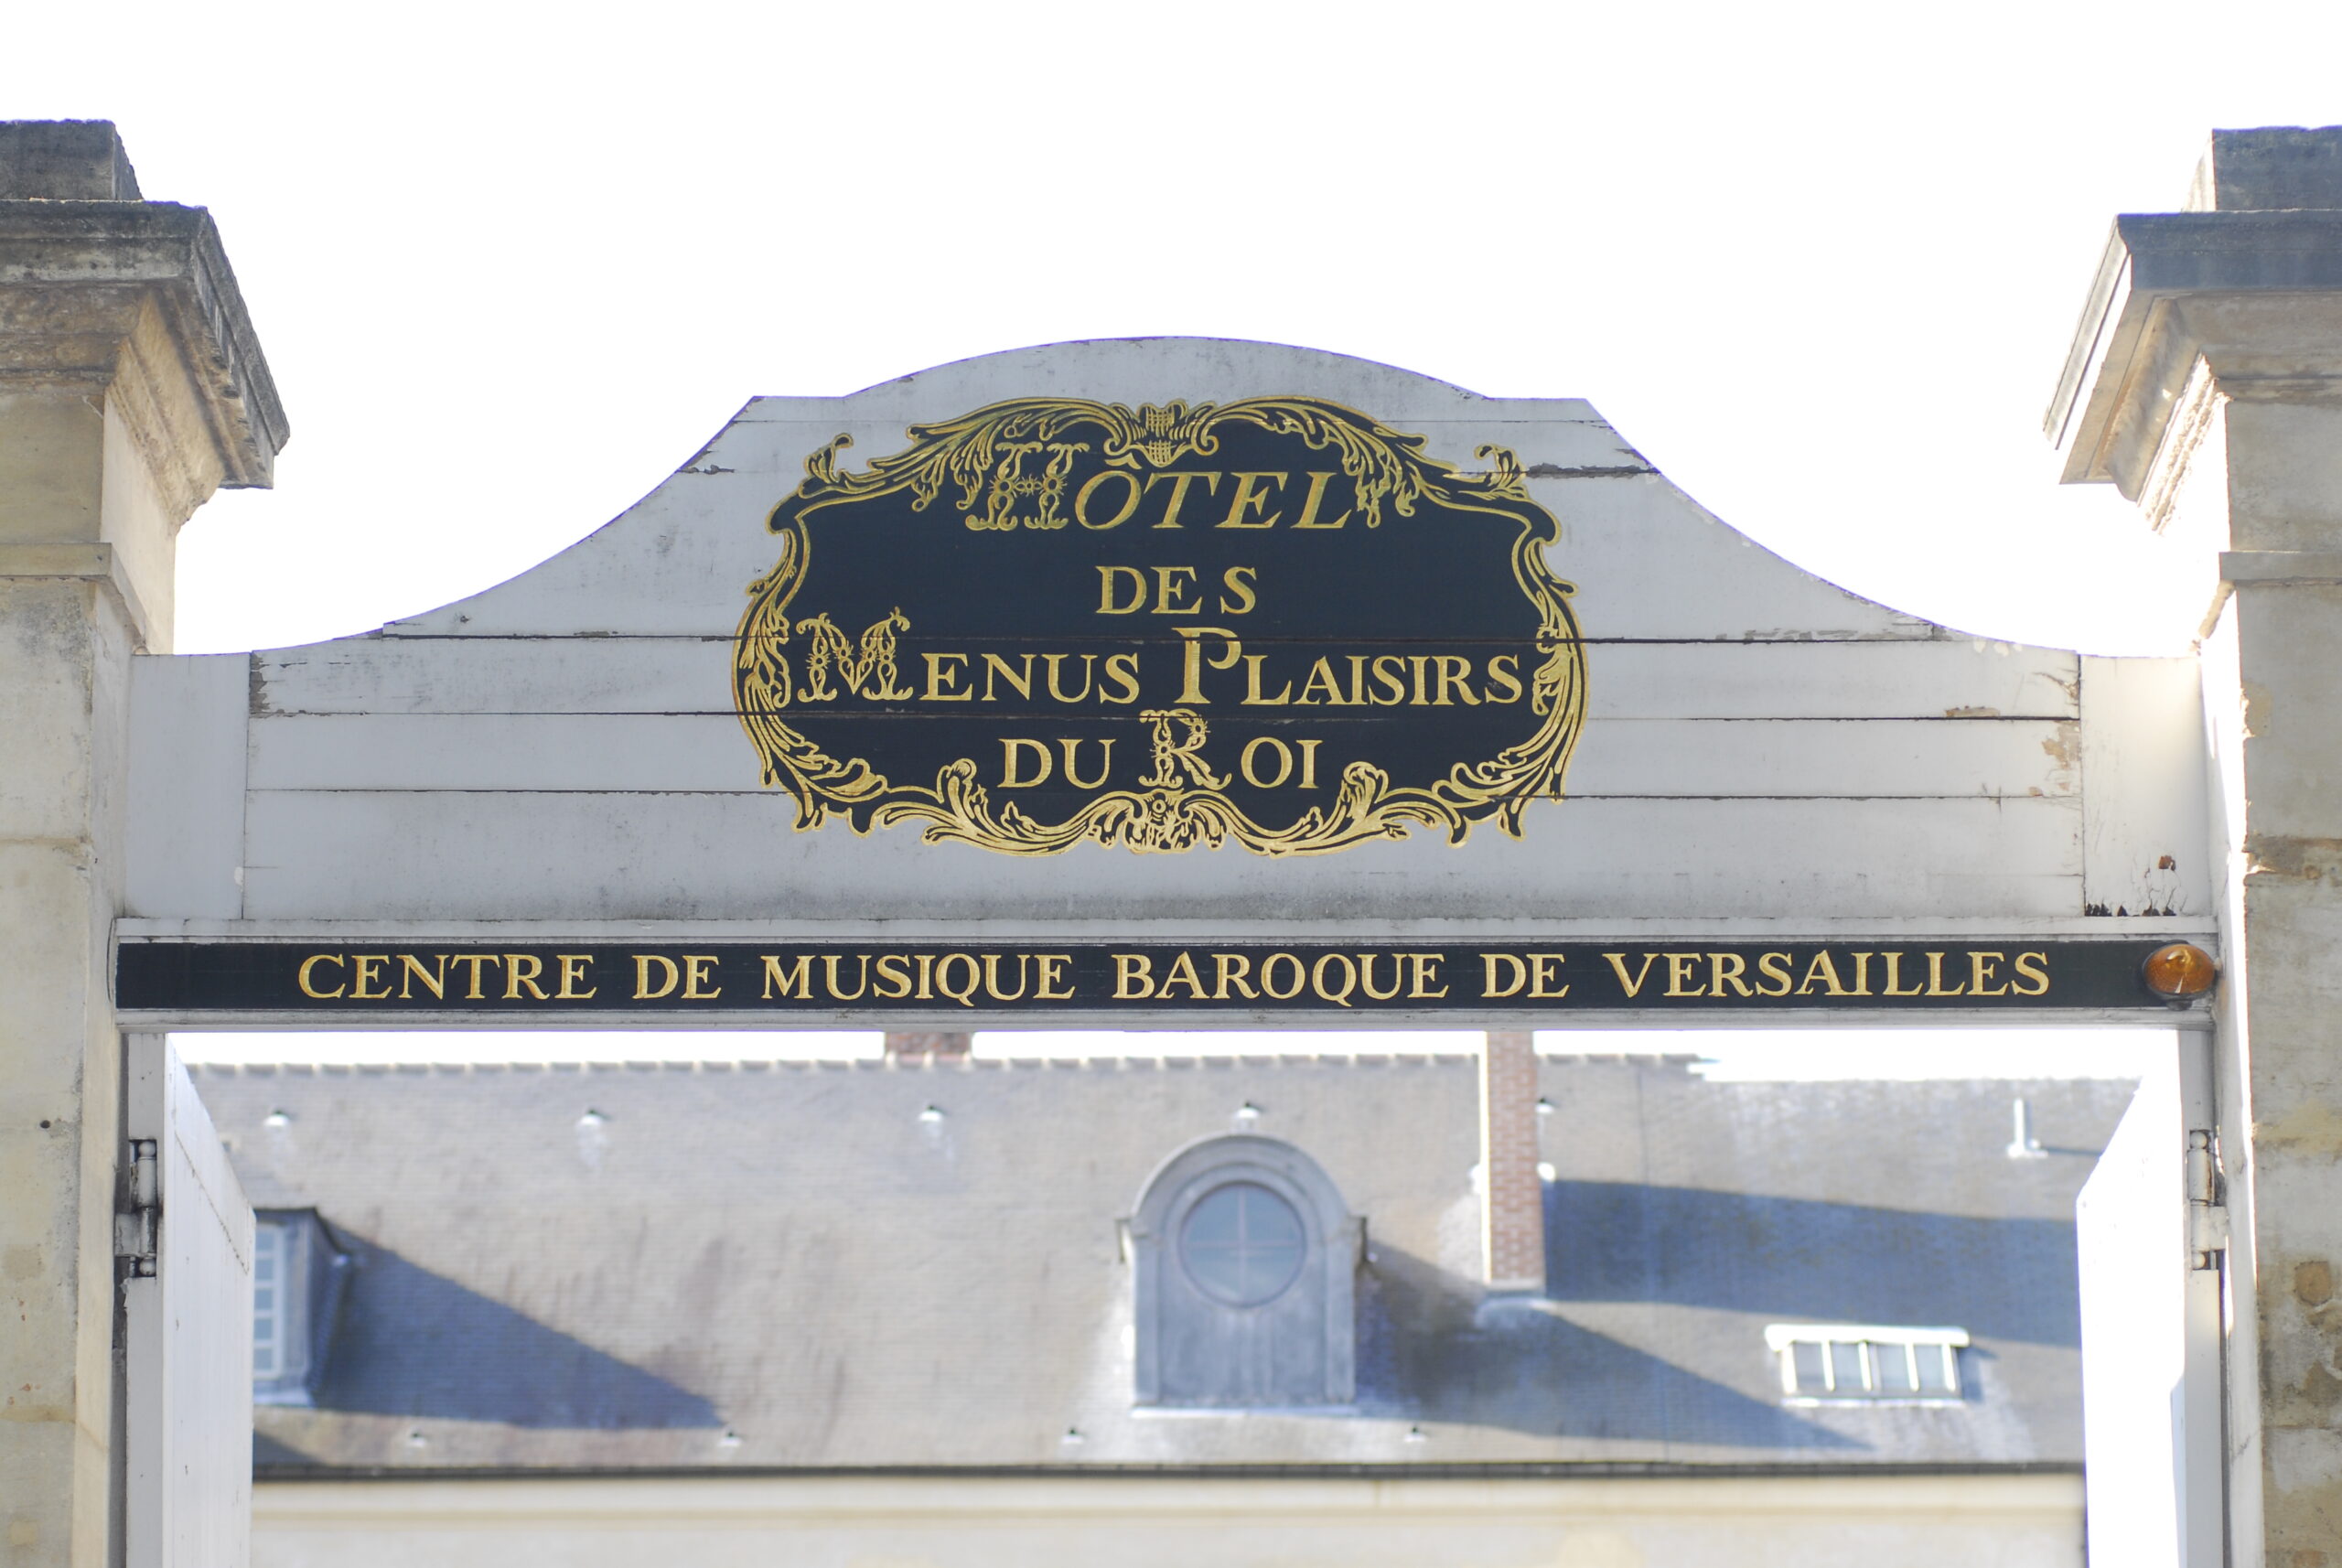 HÔTEL
DES
MENUS PLAISIRS
DU ROI
CENTRE DE MUSIQUE BAROQUE DE VERSAILLES